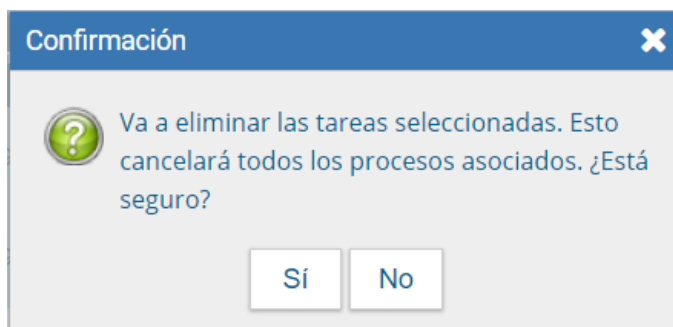 Confirmación
Va a eliminar las tareas seleccionadas. Esto
cancelará todos los procesos asociados. ¿Está
seguro?
Sí No